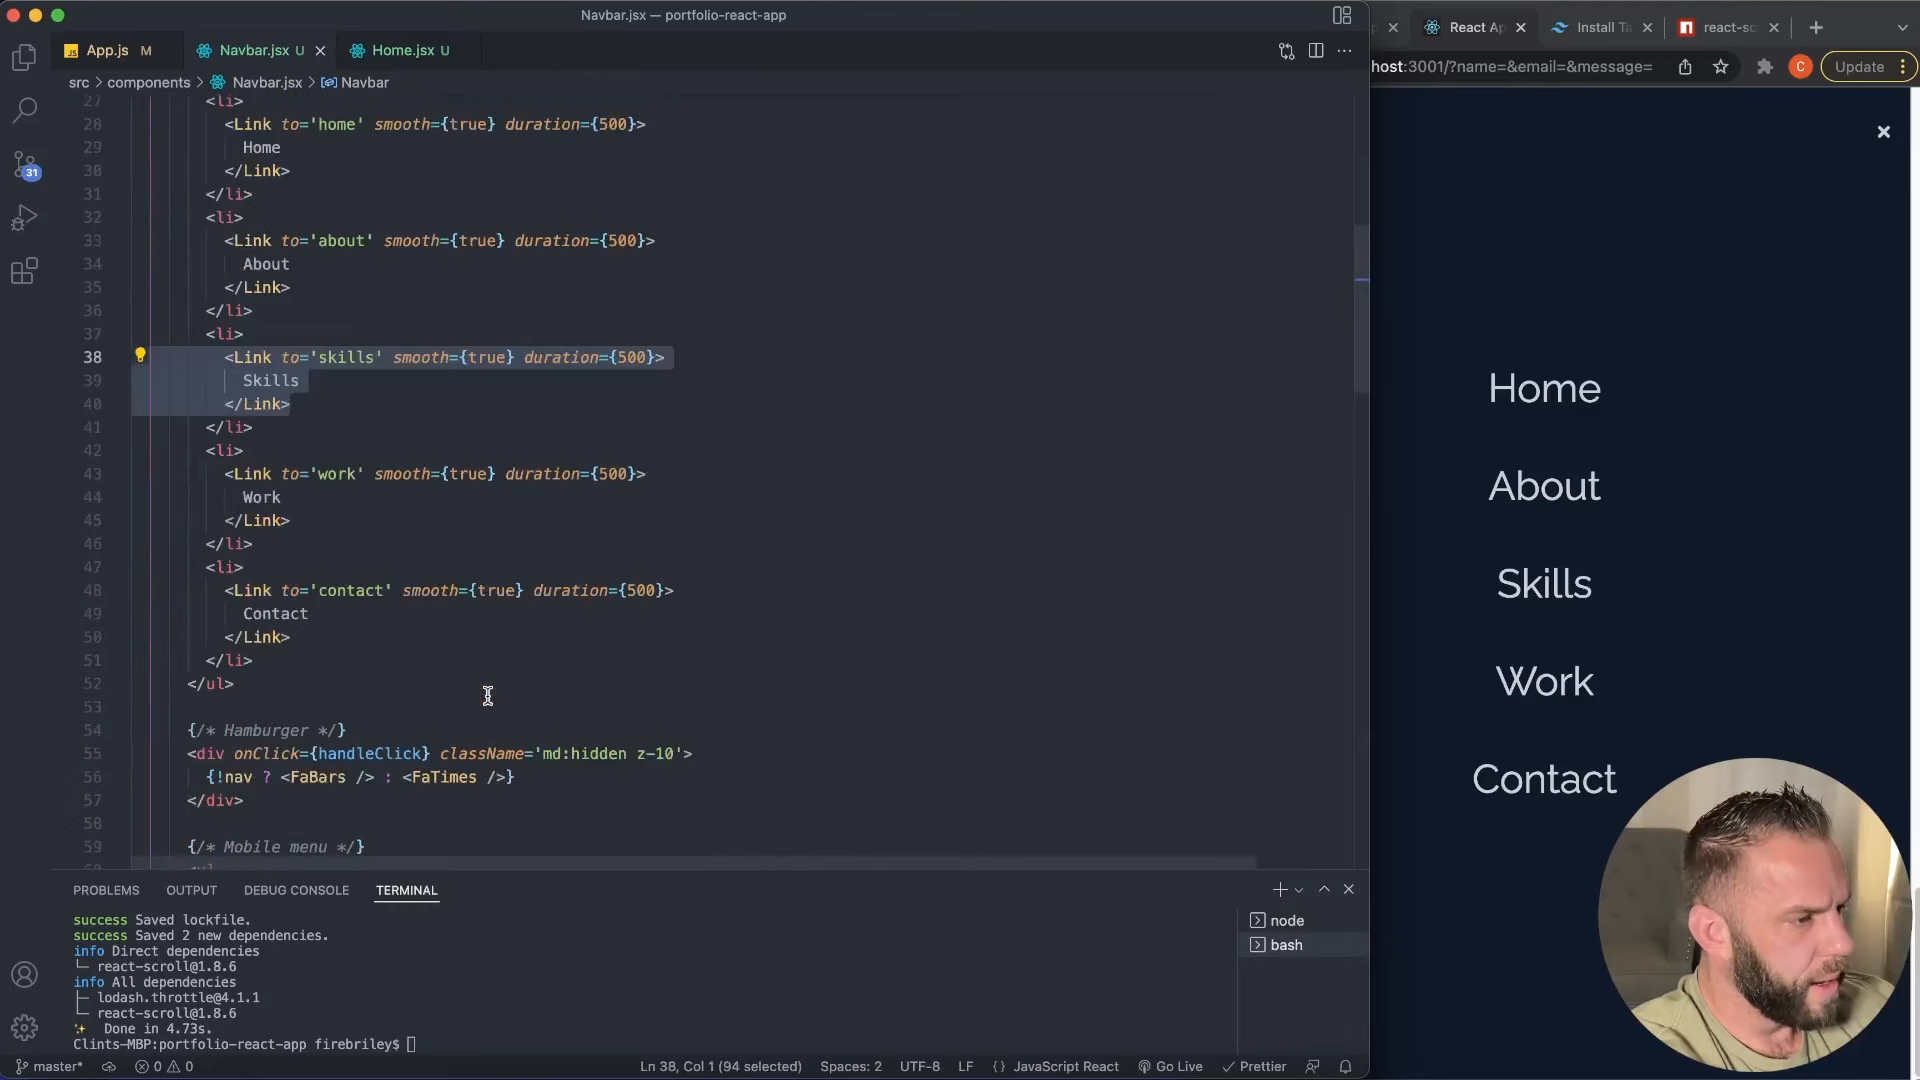 Navbar.jsx — portfolio-react-app
App.js M
Navbar.jsx U
Home.jsx U
src > components > Navbar.jsx > Navbar
27 <li>
28 <Link to='home' smooth={true} duration={500}>
29 Home
30 </Link>
31 </li>
32 <li>
33 <Link to='about' smooth={true} duration={500}>
34 About
35 </Link>
36 </li>
37 <li>
38 <Link to='skills' smooth={true} duration={500}>
39 Skills
40 </Link>
41 </li>
42 <li>
43 <Link to='work' smooth={true} duration={500}>
44 Work
45 </Link>
46 </li>
47 <li>
48 <Link to='contact' smooth={true} duration={500}>
49 Contact
50 </Link>
51 </li>
52 </ul>
53
54 {/* Hamburger */}
55 <div onClick={handleClick} className='md:hidden z-10'>
56 {!nav ? <FaBars /> : <FaTimes />}
57 </div>
58
59 {/* Mobile menu */}
31
PROBLEMS OUTPUT DEBUG CONSOLE TERMINAL
success Saved lockfile.
success Saved 2 new dependencies.
info Direct dependencies
└─ react-scroll@1.8.6
info All dependencies
├─ lodash.throttle@4.1.1
└─ react-scroll@1.8.6
✨ Done in 4.73s.
Clints-MBP:portfolio-react-app firebriley$
node
bash
master* 0 0 Ln 38, Col 1 (94 selected) Spaces: 2 UTF-8 LF {} JavaScript React Go Live Prettier
React Ap
Install Ta
react-sc
host:3001/?name=&email=&message=
C
Update
Home
About
Skills
Work
Contact